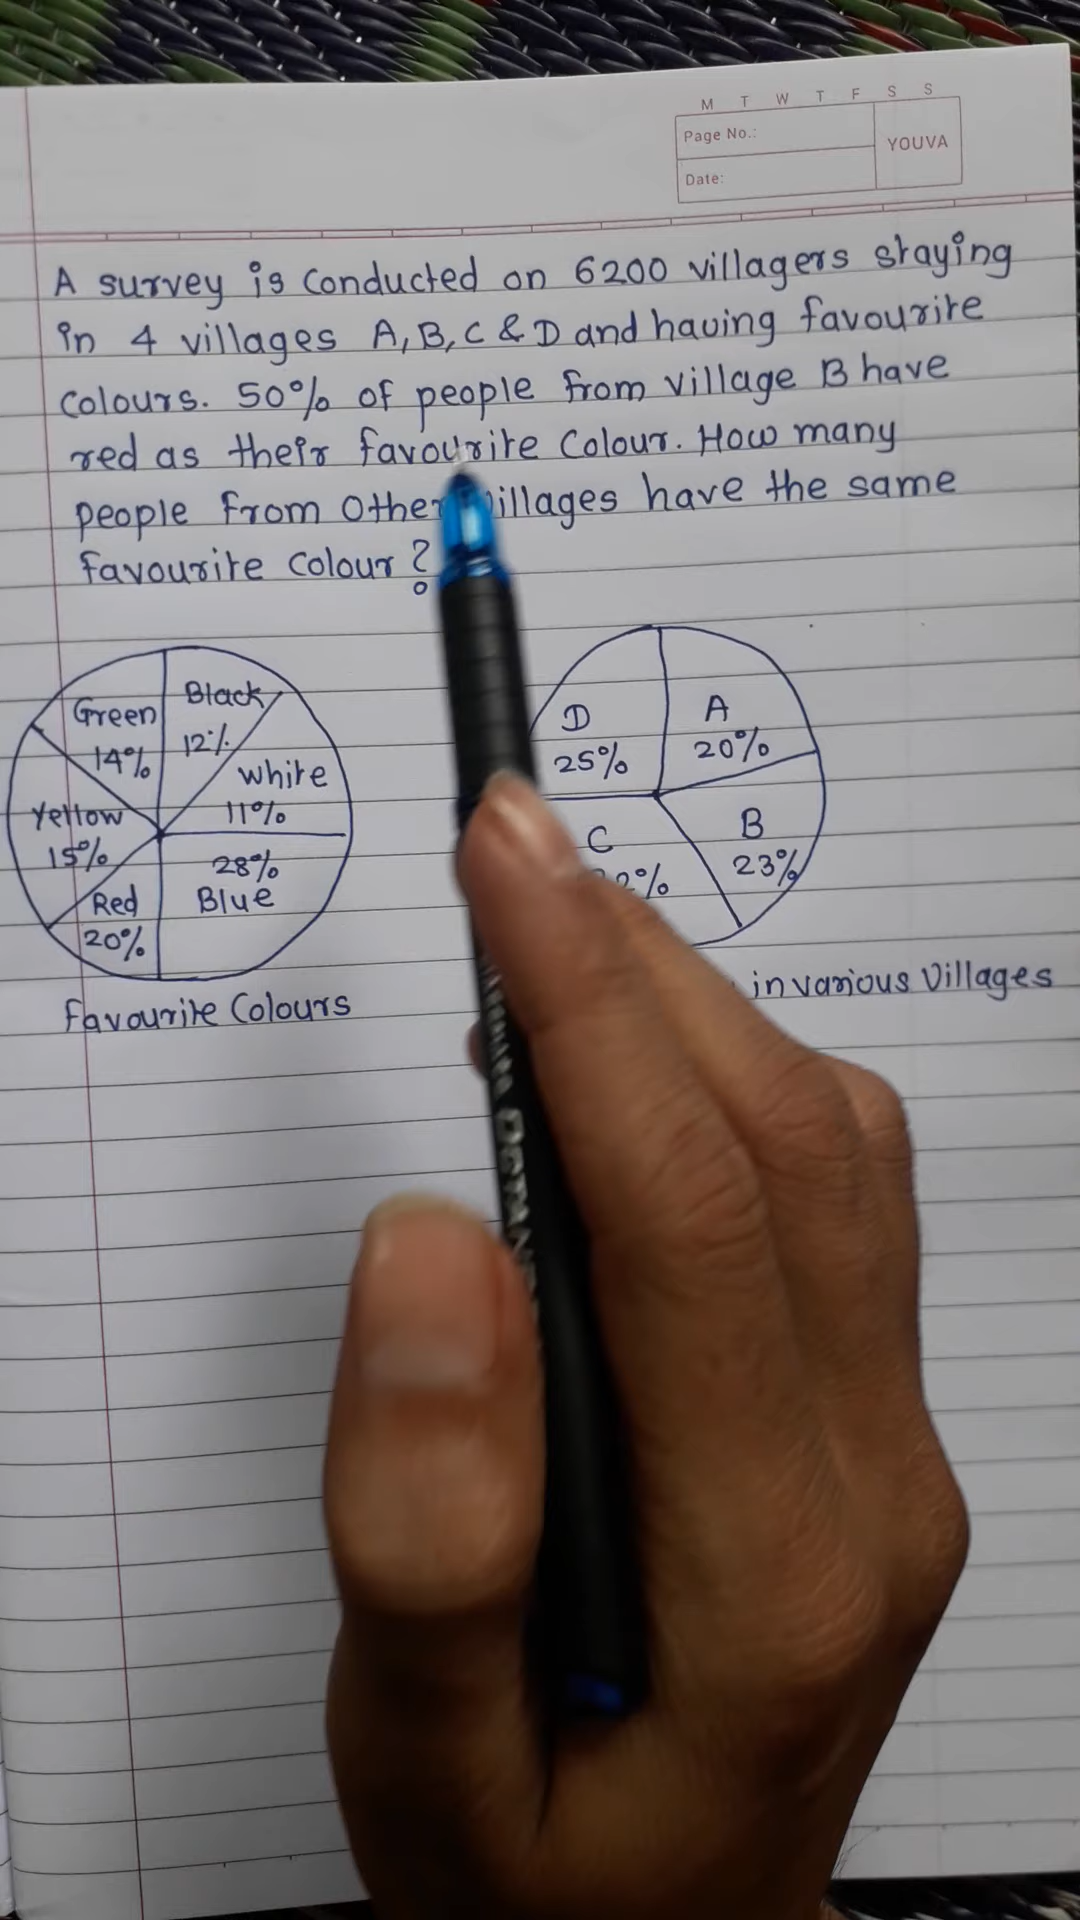 M T W T F S S
Page No.:
YOUVA
Date:
A survey is conducted on 6200 villagers staying
in 4 villages A, B, C & D and having favourite
colours. 50% of people from village B have
red as their favourite colour. How many
people from other villages have the same
favourite colour?
Green
14%
Black
12%
White
11%
Yellow
15%
28%
Blue
Red
20%
Favourite Colours
D
25%
A
20%
B
23%
C
2%
in various Villages